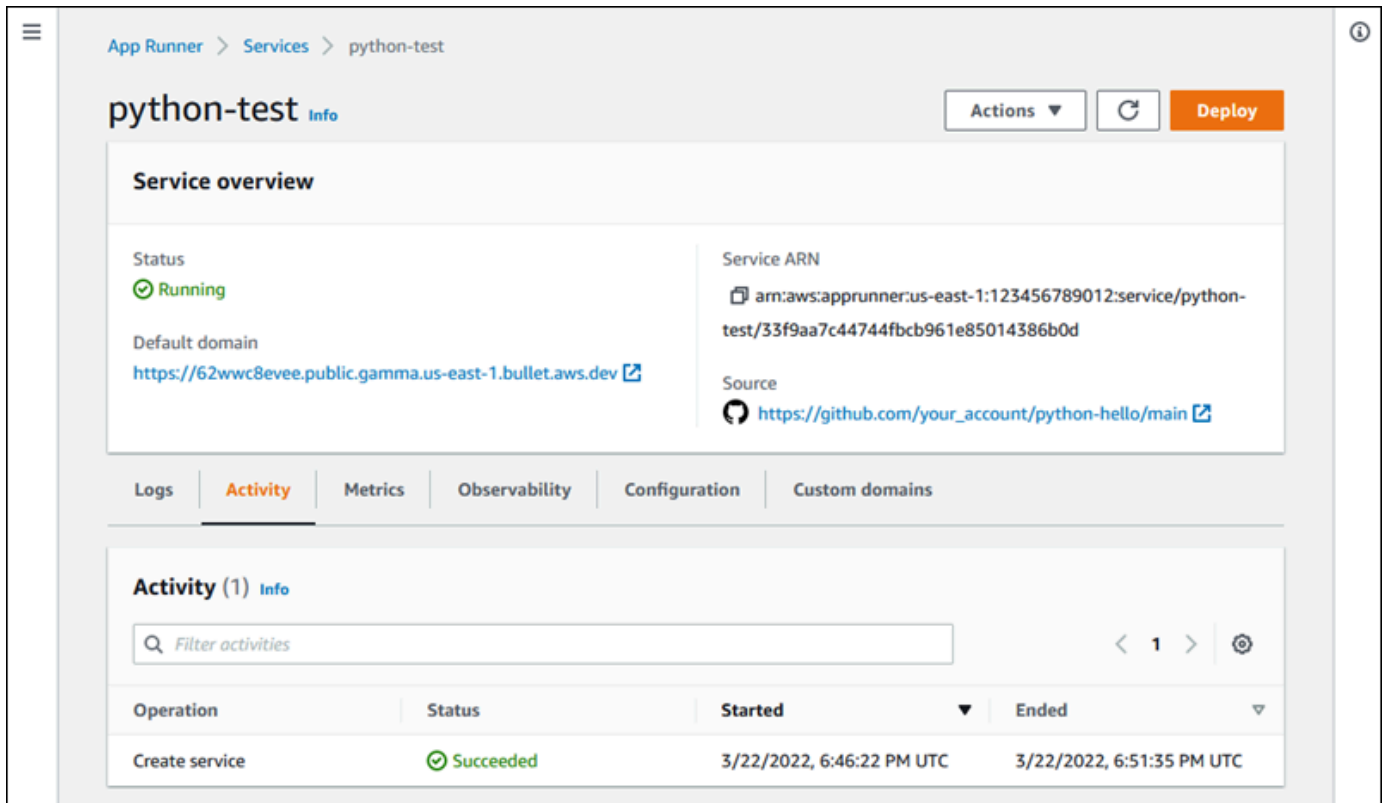 App Runner > Services > python-test
python-test Info
Actions Deploy
Service overview
Status
Running
Default domain
https://62wwc8evee.public.gamma.us-east-1.bullet.aws.dev
Service ARN
arn:aws:apprunner:us-east-1:123456789012:service/python-
test/33f9aa7c44744fbcb961e85014386b0d
Source
https://github.com/your_account/python-hello/main
Logs Activity Metrics Observability Configuration Custom domains
Activity (1) Info
Filter activities
< 1 >
Operation Status Started Ended
Create service Succeeded 3/22/2022, 6:46:22 PM UTC 3/22/2022, 6:51:35 PM UTC